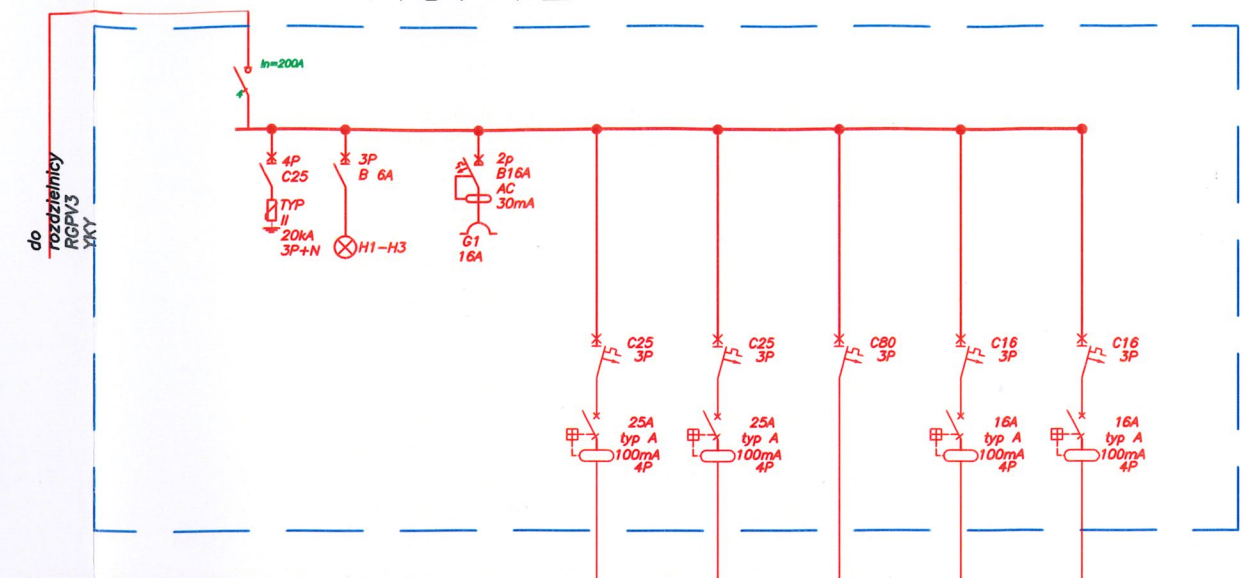 In=200A
do
rozdzielnicy
RGPV3
YKY
4P
C25
TYP
II
20kA
3P+N
3P
B 6A
H1-H3
2p
B16A
AC
30mA
G1
16A
C25
3P
25A
typ A
100mA
4P
C25
3P
25A
typ A
100mA
4P
C80
3P
C16
3P
16A
typ A
100mA
4P
C16
3P
16A
typ A
100mA
4P